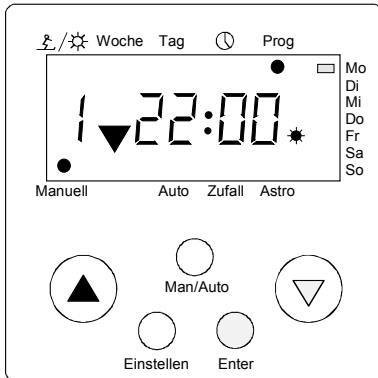 Woche Tag Prog
Mo
Di
Mi
Do
Fr
Sa
So
1 22:00
Manuell Auto Zufall Astro
Man/Auto
Einstellen Enter